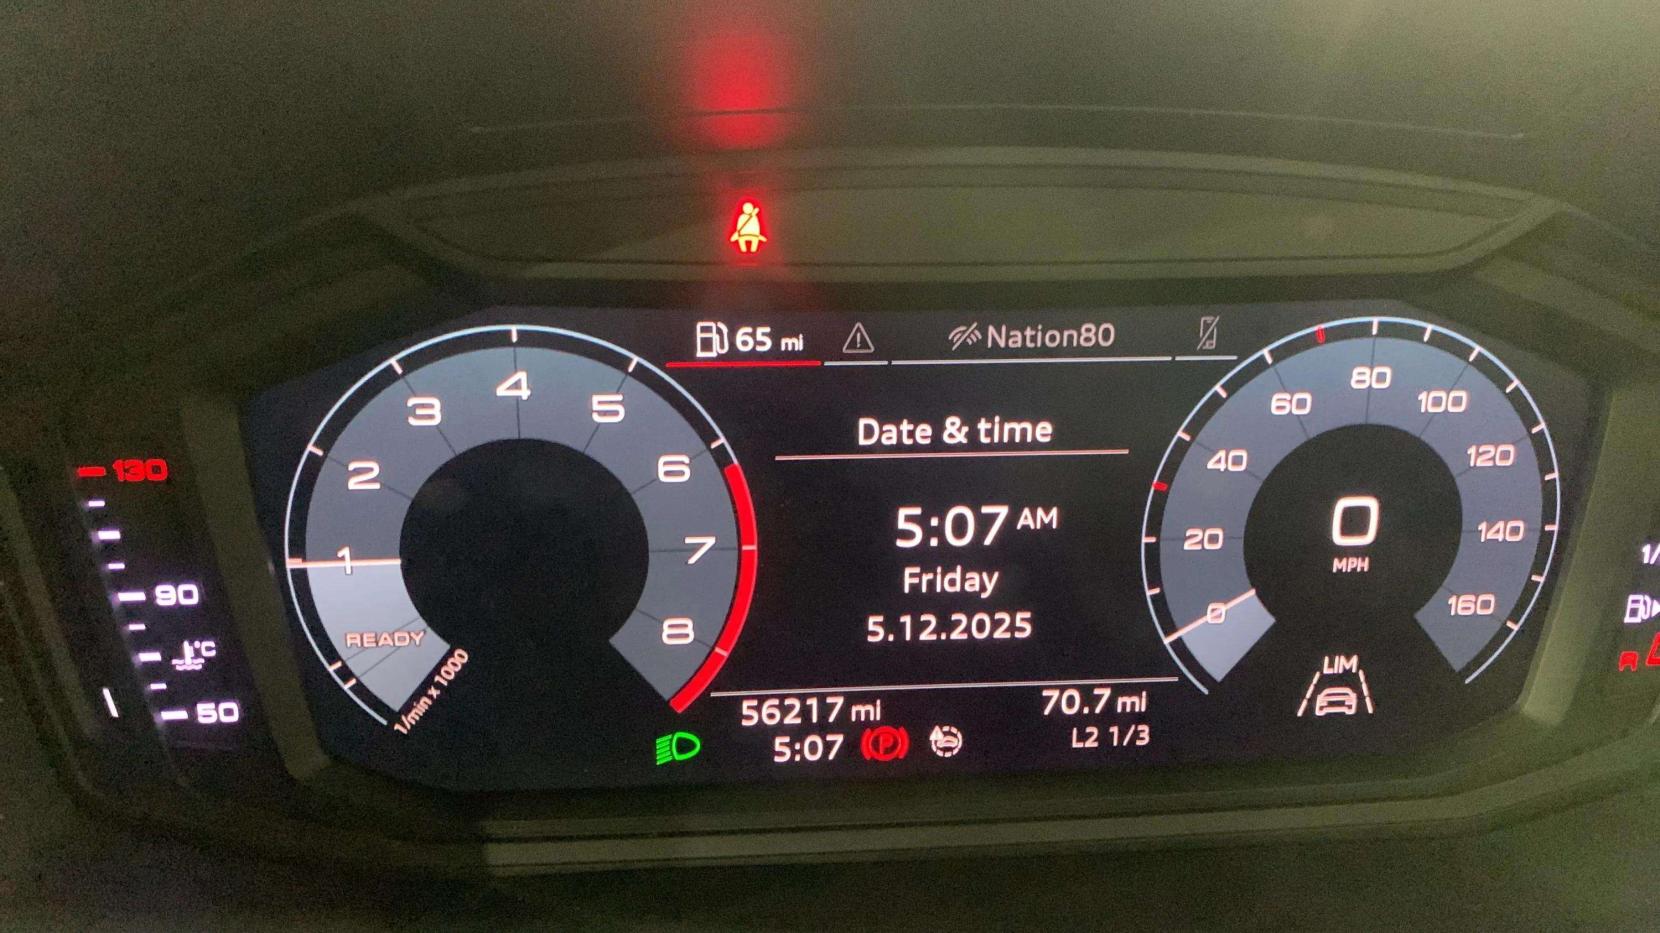 65 mi
Nation80
Date & time
5:07 AM
Friday
5.12.2025
56217 mi
70.7 mi
5:07
P
L2 1/3
1
2
3
4
5
6
7
8
READY
1/min x 1000
0
20
40
60
80
100
120
140
160
0
MPH
LIM
130
90
°C
50
1/
R